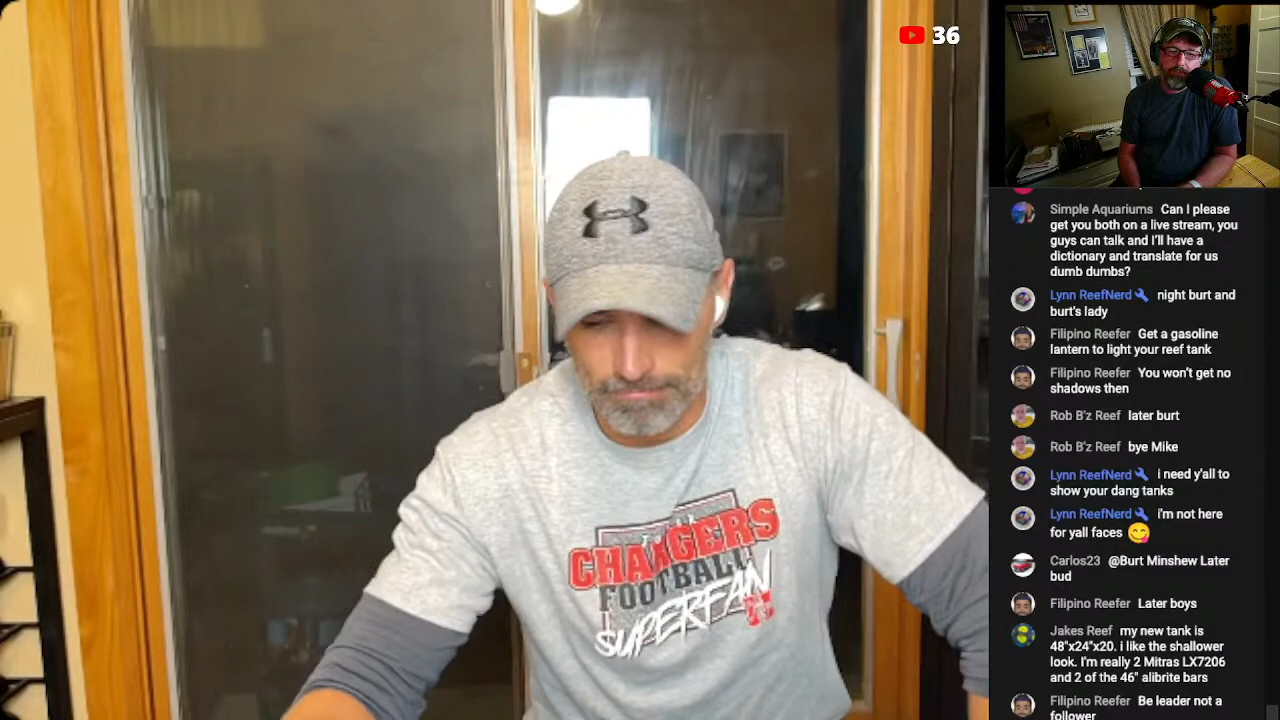 36
CHARGERS
FOOTBALL
SUPERFAN
Simple Aquariums Can I please
get you both on a live stream, you
guys can talk and I'll have a
dictionary and translate for us
dumb dumbs?
Lynn ReefNerd night burt and
burt's lady
Filipino Reefer Get a gasoline
lantern to light your reef tank
Filipino Reefer You won't get no
shadows then
Rob B'z Reef later burt
Rob B'z Reef bye Mike
Lynn ReefNerd i need y'all to
show your dang tanks
Lynn ReefNerd I'm not here
for yall faces 😋
Carlos23 @Burt Minshew Later
bud
Filipino Reefer Later boys
Jakes Reef my new tank is
48"x24"x20. i like the shallower
look. I'm really 2 Mitras LX7206
and 2 of the 46" alibrite bars
Filipino Reefer Be leader not a
follower